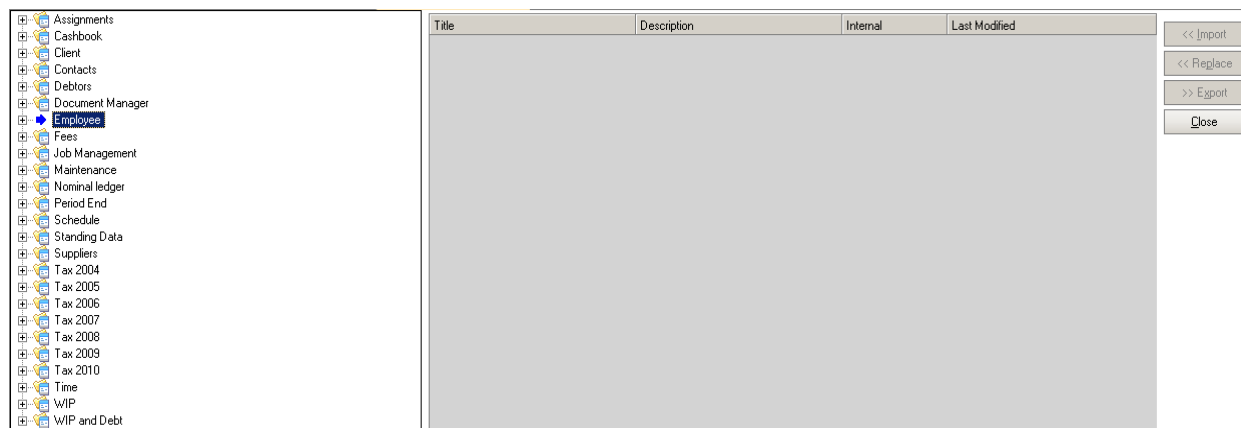 Assignments
Cashbook
Client
Contacts
Debtors
Document Manager
Employee
Fees
Job Management
Maintenance
Nominal ledger
Period End
Schedule
Standing Data
Suppliers
Tax 2004
Tax 2005
Tax 2006
Tax 2007
Tax 2008
Tax 2009
Tax 2010
Time
WIP
WIP and Debt
Title Description Internal Last Modified
<< Import
<< Replace
>> Export
Close